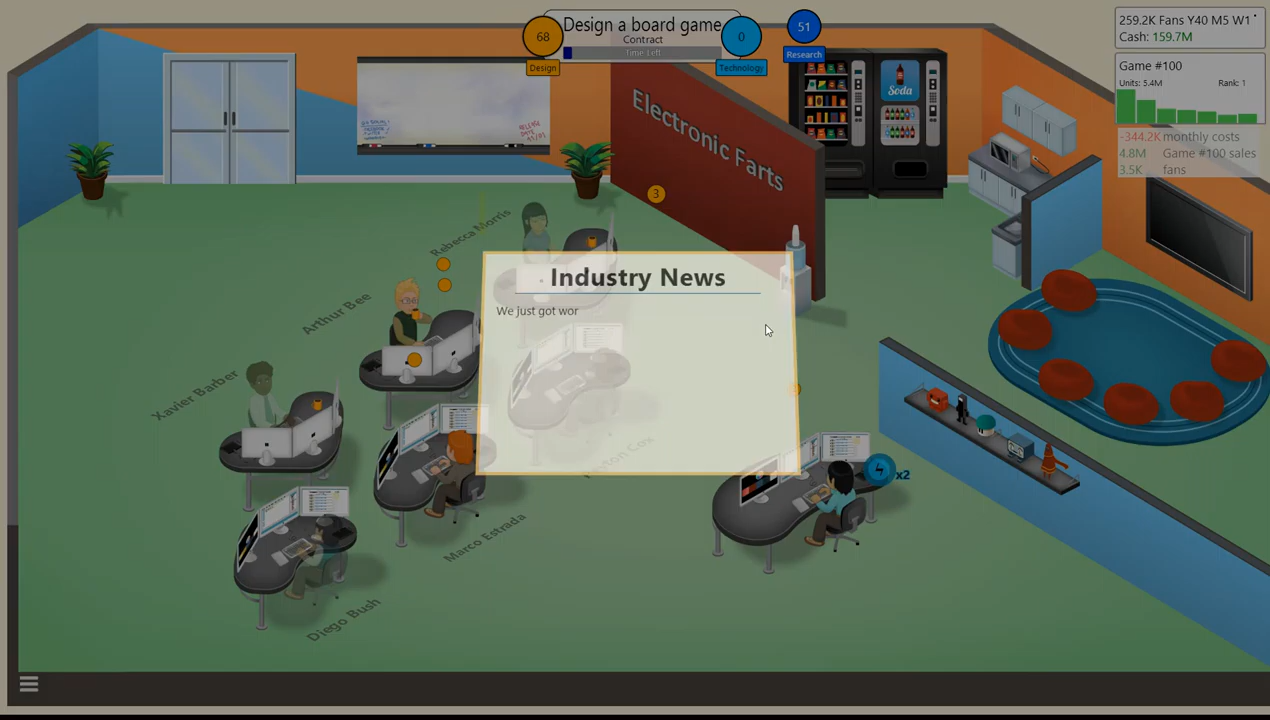 Design a board game
Contract
Time Left
68
Design
0
Technology
51
Research
259.2K Fans Y40 M5 W1
Cash: 159.7M
Game #100
Units: 5.4M
Rank: 1
-344.2K monthly costs
4.8M Game #100 sales
3.5K fans
Electronic Farts
Soda
3
Rebecca Morris
Arthur Bee
Xavier Barber
Industry News
We just got wor
Cox
x2
Marco Estrada
Diego Bush